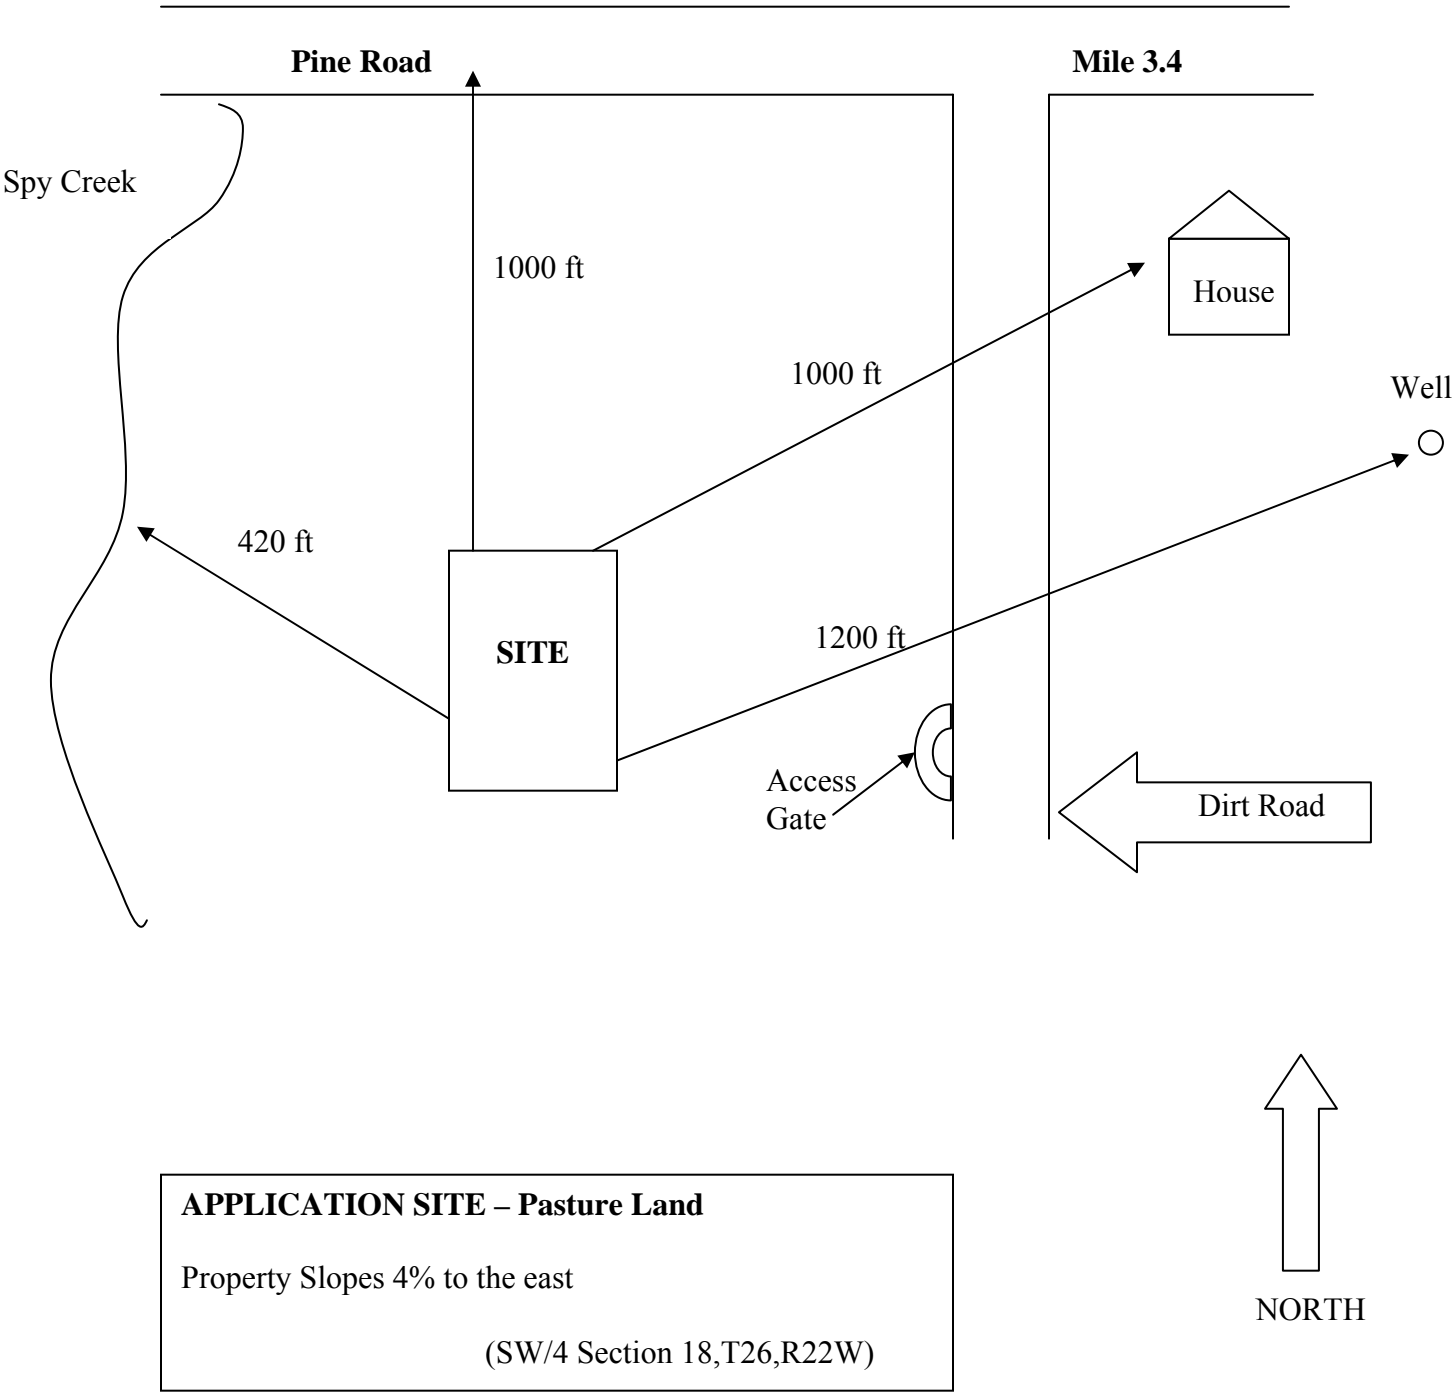 Pine Road
Mile 3.4
Spy Creek
1000 ft
House
1000 ft
Well
420 ft
1200 ft
SITE
Access
Gate
Dirt Road
APPLICATION SITE – Pasture Land
Property Slopes 4% to the east
(SW/4 Section 18,T26,R22W)
NORTH